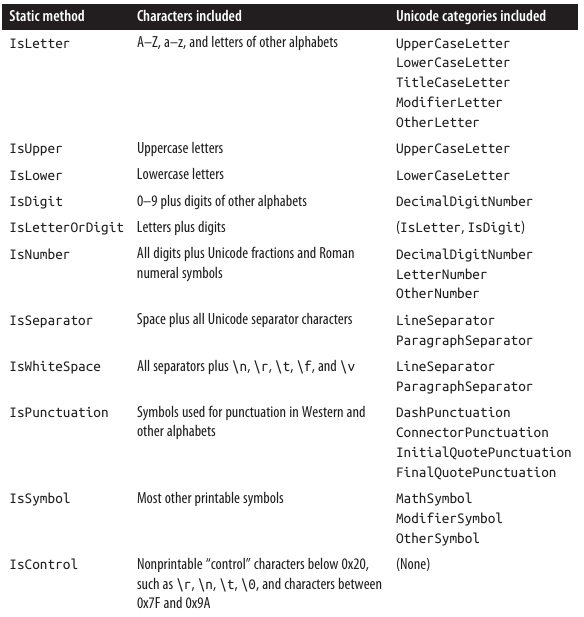 Static method Characters included Unicode categories included
IsLetter A–Z, a–z, and letters of other alphabets UpperCaseLetter
LowerCaseLetter
TitleCaseLetter
ModifierLetter
OtherLetter
IsUpper Uppercase letters UpperCaseLetter
IsLower Lowercase letters LowerCaseLetter
IsDigit 0–9 plus digits of other alphabets DecimalDigitNumber
IsLetterOrDigit Letters plus digits (IsLetter, IsDigit)
IsNumber All digits plus Unicode fractions and Roman DecimalDigitNumber
numeral symbols LetterNumber
OtherNumber
IsSeparator Space plus all Unicode separator characters LineSeparator
ParagraphSeparator
IsWhiteSpace All separators plus \n, \r, \t, \f, and \v LineSeparator
ParagraphSeparator
IsPunctuation Symbols used for punctuation in Western and DashPunctuation
other alphabets ConnectorPunctuation
InitialQuotePunctuation
FinalQuotePunctuation
IsSymbol Most other printable symbols MathSymbol
ModifierSymbol
OtherSymbol
IsControl Nonprintable “control” characters below 0x20, (None)
such as \r, \n, \t, \0, and characters between
0x7F and 0x9A